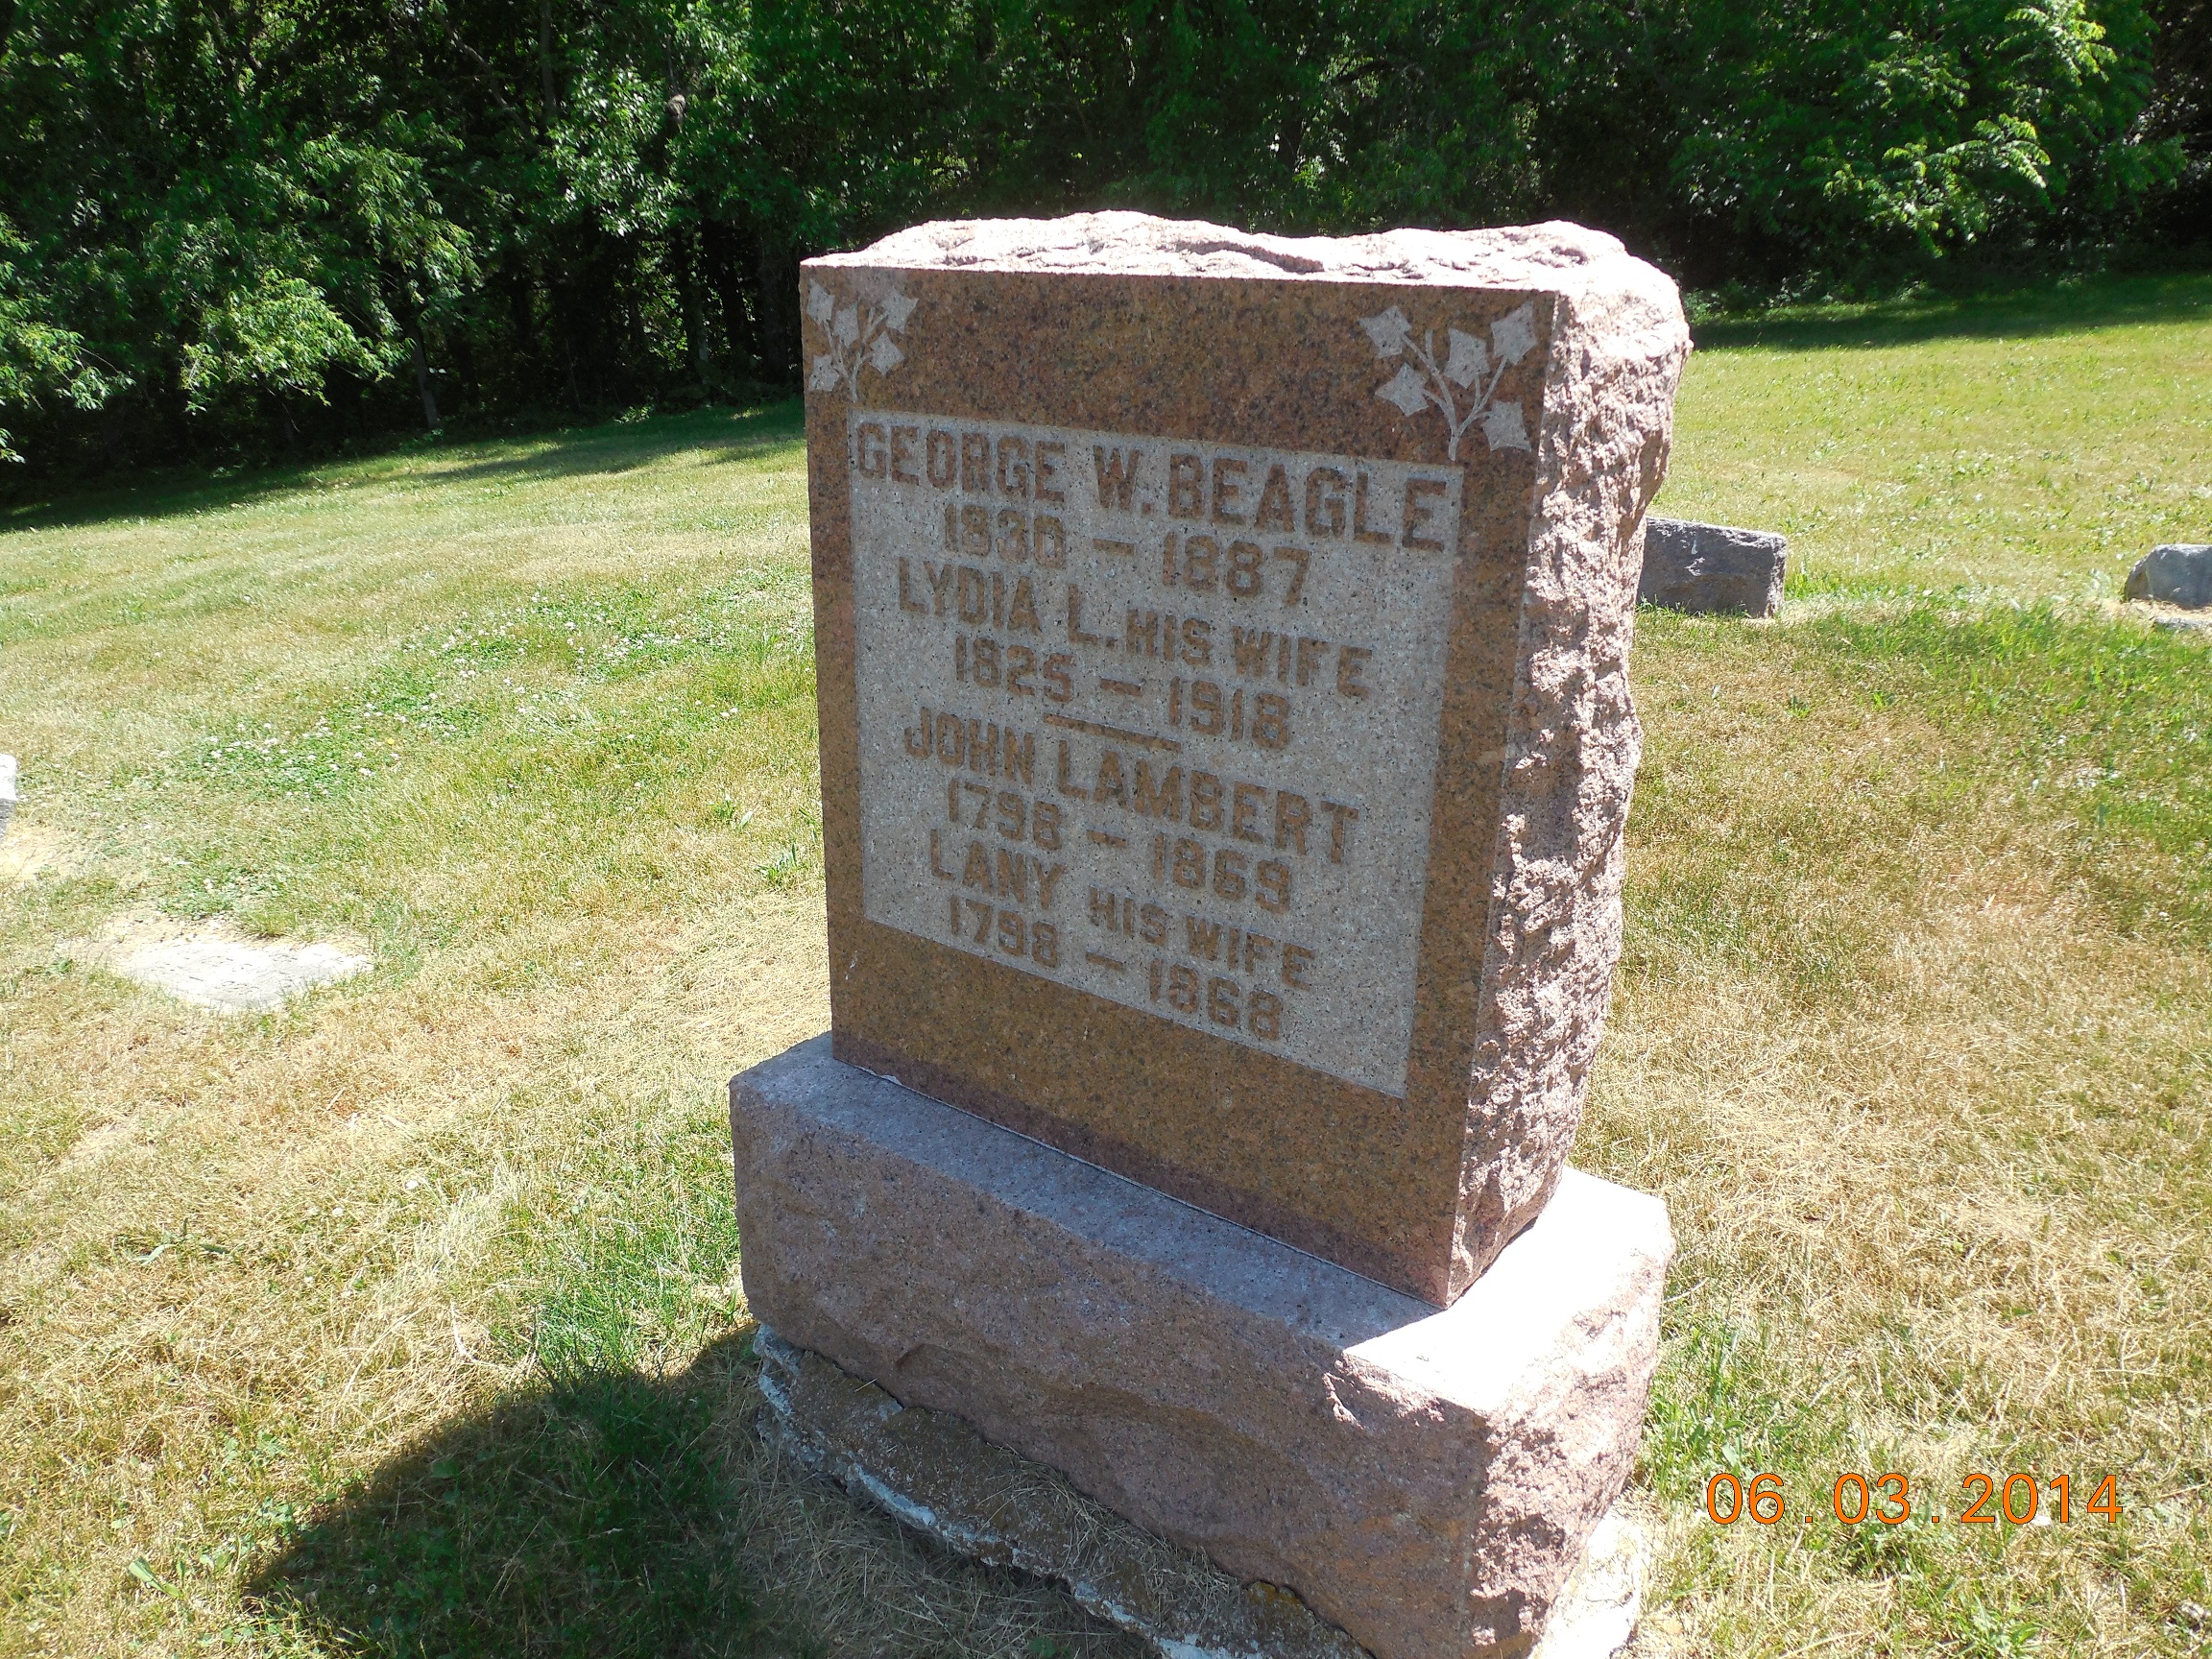 GEORGE W. BEAGLE
1830 – 1887
LYDIA L. HIS WIFE
1825 – 1918
JOHN LAMBERT
1798 – 1869
LANY HIS WIFE
1798 – 1868
06.03.2014